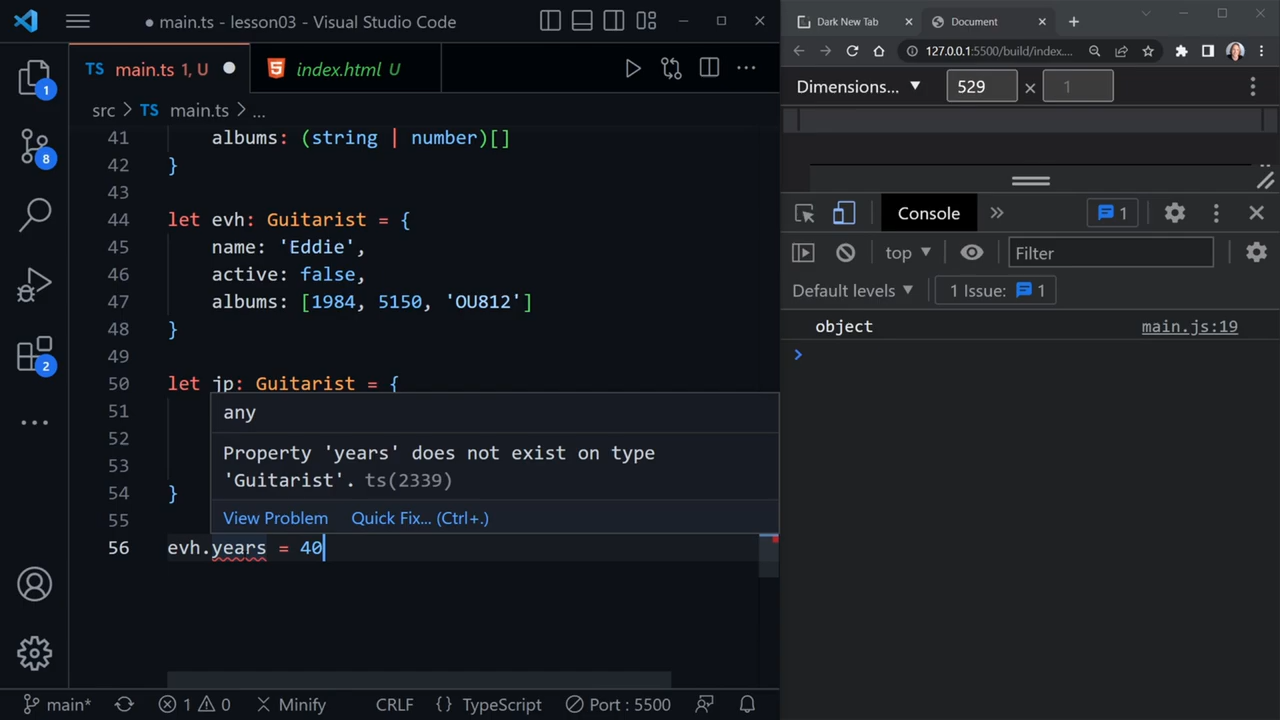 main.ts - lesson03 - Visual Studio Code
TS main.ts 1, U
index.html U
src > TS main.ts > ...
41 albums: (string | number)[]
42 }
43
44 let evh: Guitarist = {
45 name: 'Eddie',
46 active: false,
47 albums: [1984, 5150, 'OU812']
48 }
49
50 let jp: Guitarist = {
51
52
53
54 }
55
56 evh.years = 40
any
Property 'years' does not exist on type
'Guitarist'. ts(2339)
View Problem Quick Fix... (Ctrl+.)
1
8
2
main* 1 0 Minify CRLF {} TypeScript Port : 5500
Dark New Tab
Document
127.0.0.1:5500/build/index....
Dimensions... 529 × 1
Console » 1
top Filter
Default levels 1 Issue: 1
object main.js:19
>